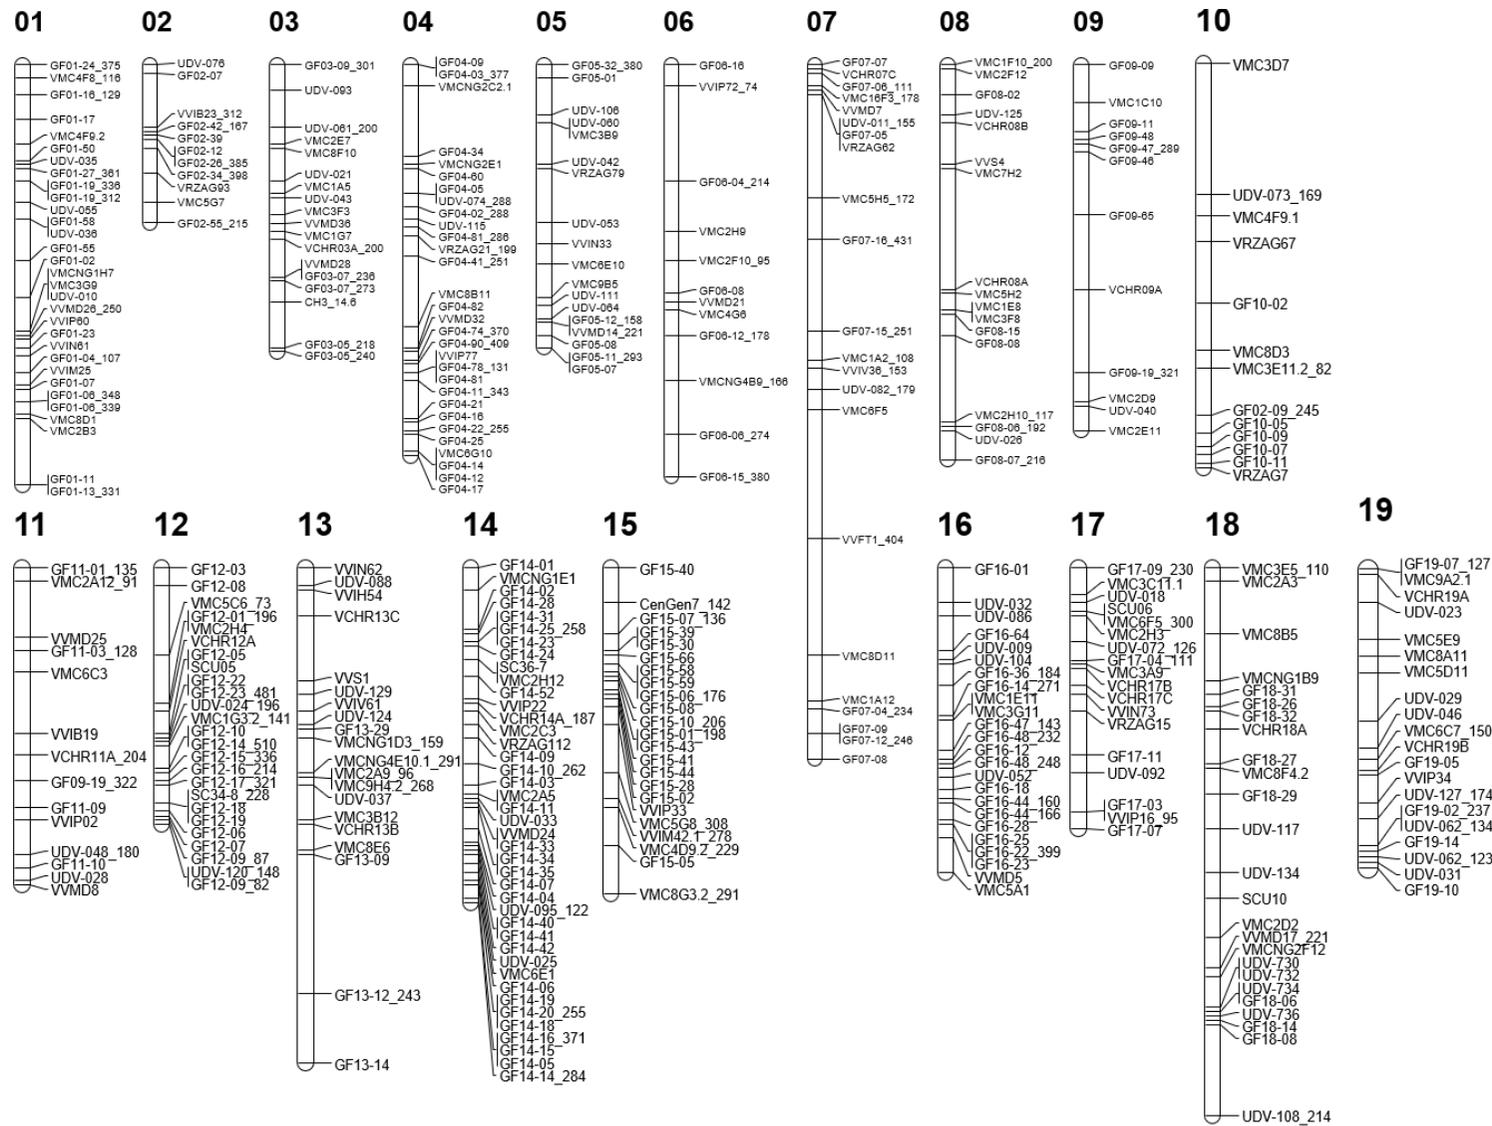 01
GF01-24_375
VMC4F8_116
GF01-16_129
GF01-17
VMC4F9.2
GF01-50
UDV-035
GF01-27_361
GF01-19_336
GF01-19_312
UDV-055
GF01-58
UDV-036
GF01-55
GF01-02
VMCNG1H7
VMC3G9
UDV-010
VVMD26_250
VVIP60
GF01-23
VVIN61
GF01-04_107
VVIM25
GF01-07
GF01-06_348
GF01-06_339
VMC8D1
VMC2B3
GF01-11
GF01-13_331
02
UDV-076
GF02-07
VVIB23_312
GF02-42_167
GF02-39
GF02-12
GF02-26_385
GF02-34_398
VRZAG93
VMC5G7
GF02-55_215
03
GF03-09_301
UDV-093
UDV-061_200
VMC2E7
VMC8F10
UDV-021
VMC1A5
UDV-043
VMC3F3
VVMD36
VMC1G7
VCHR03A_200
VVMD28
GF03-07_236
GF03-07_273
CH3_14.6
GF03-05_218
GF03-05_240
04
GF04-09
GF04-03_377
VMCNG2C2.1
GF04-34
VMCNG2E1
GF04-60
GF04-05
UDV-074_288
GF04-02_288
UDV-115
GF04-81_286
VRZAG21_199
GF04-41_251
VMC8B11
GF04-82
VVMD32
GF04-74_370
GF04-90_409
VVIP77
GF04-78_131
GF04-81
GF04-11_343
GF04-21
GF04-16
GF04-22_255
GF04-25
VMC6G10
GF04-14
GF04-12
GF04-17
05
GF05-32_380
GF05-01
UDV-106
UDV-060
VMC3B9
UDV-042
VRZAG79
UDV-053
VVIN33
VMC6E10
VMC9B5
UDV-111
UDV-064
GF05-12_158
VVMD14_221
GF05-08
GF05-11_293
GF05-07
06
GF06-16
VVIP72_74
GF06-04_214
VMC2H9
VMC2F10_95
GF06-08
VVMD21
VMC4G6
GF06-12_178
VMCNG4B9_166
GF06-06_274
GF06-15_380
07
GF07-07
VCHR07C
GF07-06_111
VMC16F3_178
VVMD7
UDV-011_155
GF07-05
VRZAG62
VMC5H5_172
GF07-16_431
GF07-15_251
VMC1A2_108
VVIV36_153
UDV-082_179
VMC6F5
VVFT1_404
VMC8D11
VMC1A12
GF07-04_234
GF07-09
GF07-12_246
GF07-08
08
VMC1F10_200
VMC2F12
GF08-02
UDV-125
VCHR08B
VVS4
VMC7H2
VCHR08A
VMC5H2
VMC1E8
VMC3F8
GF08-15
GF08-08
VMC2H10_117
GF08-06_192
UDV-026
GF08-07_216
09
GF09-09
VMC1C10
GF09-11
GF09-48
GF09-47_289
GF09-46
GF09-65
VCHR09A
GF09-19_321
VMC2D9
UDV-040
VMC2E11
10
VMC3D7
UDV-073_169
VMC4F9.1
VRZAG67
GF10-02
VMC8D3
VMC3E11.2_82
GF02-09_245
GF10-05
GF10-09
GF10-07
GF10-11
VRZAG7
11
GF11-01_135
VMC2A12_91
VVMD25
GF11-03_128
VMC6C3
VVIB19
VCHR11A_204
GF09-19_322
GF11-09
VVIP02
UDV-048_180
GF11-10
UDV-028
VVMD8
12
GF12-03
GF12-08
VMC5C6_73
GF12-01_196
VMC2H4
VCHR12A
GF12-05
SCU05
GF12-22
GF12-23_481
UDV-024_196
VMC1G3.2_141
GF12-10
GF12-14_510
GF12-15_336
GF12-16_214
GF12-17_321
SC34-8_228
GF12-18
GF12-19
GF12-06
GF12-07
GF12-09_87
UDV-120_148
GF12-09_82
13
VVIN62
UDV-088
VVIH54
VCHR13C
VVS1
UDV-129
VVIV61
UDV-124
GF13-29
VMCNG1D3_159
VMCNG4E10.1_291
VMC2A9_96
VMC9H4.2_268
UDV-037
VMC3B12
VCHR13B
VMC8E6
GF13-09
GF13-12_243
GF13-14
14
GF14-01
VMCNG1E1
GF14-02
GF14-28
GF14-31
GF14-25_258
GF14-23
GF14-24
SC36-7
VMC2H12
GF14-52
VVIP22
VCHR14A_187
VMC2C3
VRZAG112
GF14-09
GF14-10_262
GF14-03
VMC2A5
GF14-11
UDV-033
VVMD24
GF14-33
GF14-34
GF14-35
GF14-07
GF14-04
UDV-095_122
GF14-40
GF14-41
GF14-42
UDV-025
VMC6E1
GF14-06
GF14-19
GF14-20_255
GF14-18
GF14-16_371
GF14-15
GF14-05
GF14-14_284
15
GF15-40
CenGen7_142
GF15-07_136
GF15-39
GF15-30
GF15-66
GF15-58
GF15-59
GF15-06_176
GF15-08
GF15-10_206
GF15-01_198
GF15-43
GF15-41
GF15-44
GF15-28
GF15-02
VVIP33
VMC5G8_308
VVIM42.1_278
VMC4D9.2_229
GF15-05
VMC8G3.2_291
16
GF16-01
UDV-032
UDV-086
GF16-64
UDV-009
UDV-104
GF16-36_184
GF16-14_271
VMC1E11
VMC3G11
GF16-47_143
GF16-48_232
GF16-12
GF16-48_248
UDV-052
GF16-18
GF16-44_160
GF16-44_166
GF16-28
GF16-25
GF16-22_399
GF16-23
VVMD5
VMC5A1
17
GF17-09_230
VMC3C11.1
UDV-018
SCU06
VMC6F5_300
VMC2H3
UDV-072_126
GF17-04_111
VMC3A9
VCHR17B
VCHR17C
VVIN73
VRZAG15
GF17-11
UDV-092
GF17-03
VVIP16_95
GF17-07
18
VMC3E5_110
VMC2A3
VMC8B5
VMCNG1B9
GF18-31
GF18-26
GF18-32
VCHR18A
GF18-27
VMC8F4.2
GF18-29
UDV-117
UDV-134
SCU10
VMC2D2
VVMD17_221
VMCNG2F12
UDV-730
UDV-732
UDV-734
GF18-06
UDV-736
GF18-14
GF18-08
UDV-108_214
19
GF19-07_127
VMC9A2.1
VCHR19A
UDV-023
VMC5E9
VMC8A11
VMC5D11
UDV-029
UDV-046
VMC6C7_150
VCHR19B
GF19-05
VVIP34
UDV-127_174
GF19-02_237
UDV-062_134
GF19-14
UDV-062_123
UDV-031
GF19-10